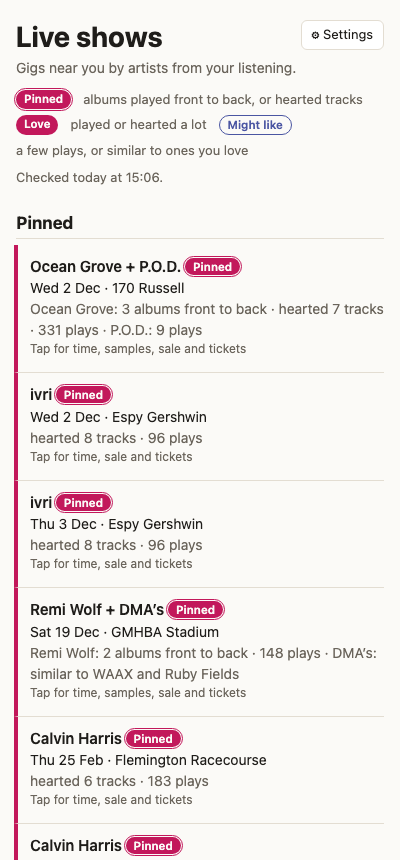 Live shows
⚙ Settings
Gigs near you by artists from your listening.
Pinned albums played front to back, or hearted tracks
Love played or hearted a lot Might like
a few plays, or similar to ones you love
Checked today at 15:06.
Pinned
Ocean Grove + P.O.D. Pinned
Wed 2 Dec · 170 Russell
Ocean Grove: 3 albums front to back · hearted 7 tracks
· 331 plays · P.O.D.: 9 plays
Tap for time, samples, sale and tickets
ivri Pinned
Wed 2 Dec · Espy Gershwin
hearted 8 tracks · 96 plays
Tap for time, sale and tickets
ivri Pinned
Thu 3 Dec · Espy Gershwin
hearted 8 tracks · 96 plays
Tap for time, sale and tickets
Remi Wolf + DMA’s Pinned
Sat 19 Dec · GMHBA Stadium
Remi Wolf: 2 albums front to back · 148 plays · DMA’s:
similar to WAAX and Ruby Fields
Tap for time, samples, sale and tickets
Calvin Harris Pinned
Thu 25 Feb · Flemington Racecourse
hearted 6 tracks · 183 plays
Tap for time, sale and tickets
Calvin Harris Pinned